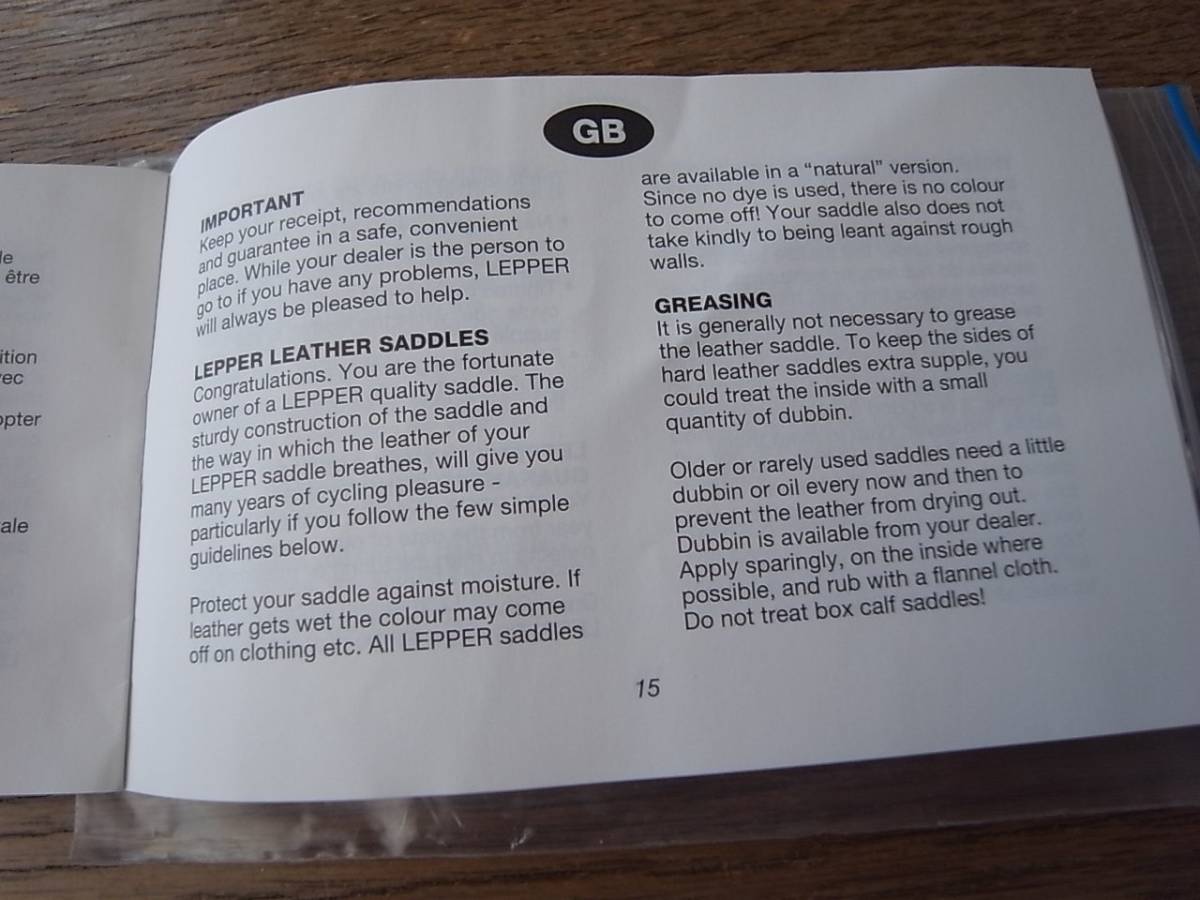 le
être
ition
vec
opter
ale
GB
IMPORTANT
Keep your receipt, recommendations
and guarantee in a safe, convenient
place. While your dealer is the person to
go to if you have any problems, LEPPER
will always be pleased to help.
LEPPER LEATHER SADDLES
Congratulations. You are the fortunate
owner of a LEPPER quality saddle. The
sturdy construction of the saddle and
the way in which the leather of your
LEPPER saddle breathes, will give you
many years of cycling pleasure -
particularly if you follow the few simple
guidelines below.
Protect your saddle against moisture. If
leather gets wet the colour may come
off on clothing etc. All LEPPER saddles
are available in a “natural” version.
Since no dye is used, there is no colour
to come off! Your saddle also does not
take kindly to being leant against rough
walls.
GREASING
It is generally not necessary to grease
the leather saddle. To keep the sides of
hard leather saddles extra supple, you
could treat the inside with a small
quantity of dubbin.
Older or rarely used saddles need a little
dubbin or oil every now and then to
prevent the leather from drying out.
Dubbin is available from your dealer.
Apply sparingly, on the inside where
possible, and rub with a flannel cloth.
Do not treat box calf saddles!
15